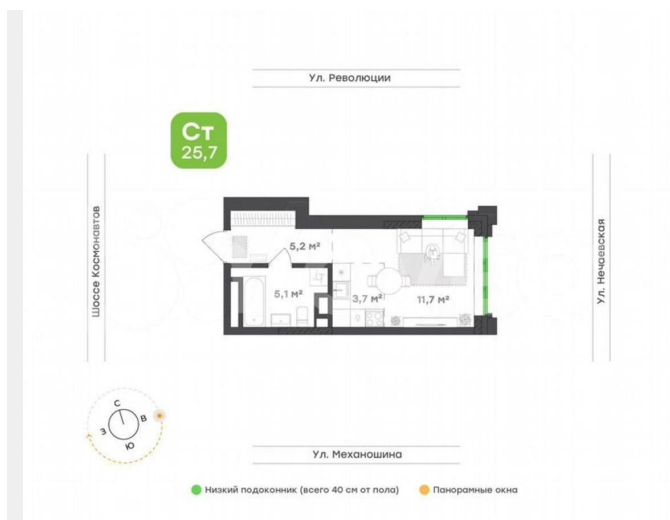 Ул. Революции
Ст
25,7
Шоссе Космонавтов
Ул. Нечаевская
5,2 м²
5,1 м²
3,7 м²
11,7 м²
С
В
З
Ю
Ул. Механошина
Низкий подоконник (всего 40 см от пола)
Панорамные окна